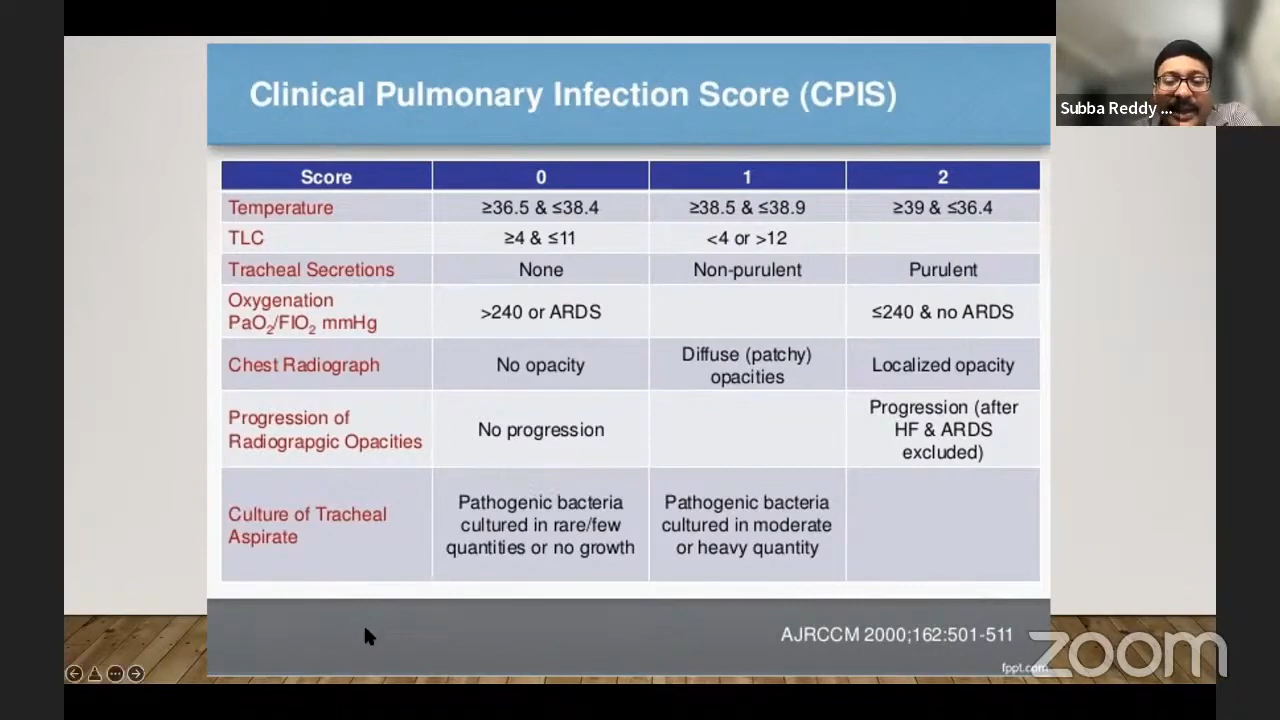 Clinical Pulmonary Infection Score (CPIS)
Subba Reddy ...
Score 0 1 2
Temperature ≥36.5 & ≤38.4 ≥38.5 & ≤38.9 ≥39 & ≤36.4
TLC ≥4 & ≤11 <4 or >12
Tracheal Secretions None Non-purulent Purulent
Oxygenation
PaO2/FIO2 mmHg
>240 or ARDS
≤240 & no ARDS
Chest Radiograph
No opacity
Diffuse (patchy)
opacities
Localized opacity
Progression of
Radiograpgic Opacities
No progression
Progression (after
HF & ARDS
excluded)
Culture of Tracheal
Aspirate
Pathogenic bacteria
cultured in rare/few
quantities or no growth
Pathogenic bacteria
cultured in moderate
or heavy quantity
AJRCCM 2000;162:501-511
fppt.com
zoom